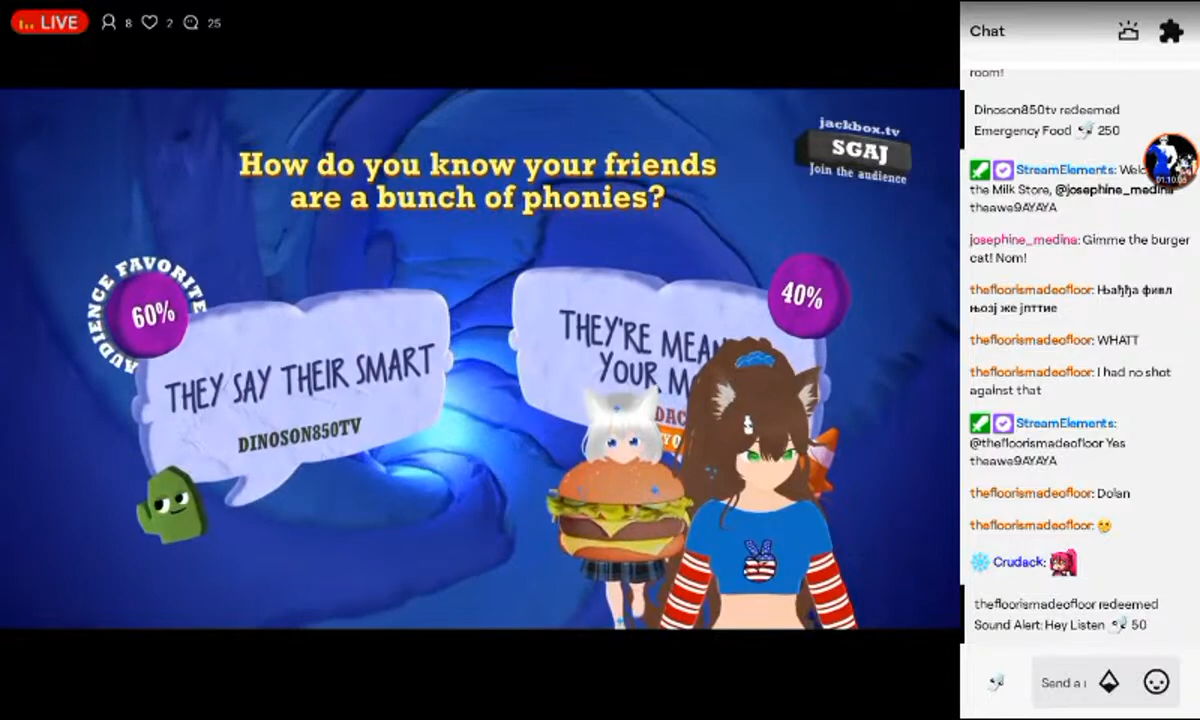 LIVE 8 2 25
Chat
room!
Dinoson850tv redeemed
Emergency Food 250
StreamElements:
the Milk Store, @josephine_medina
theawe9AYAYA
josephine_medina: Gimme the burger
cat! Nom!
thefloorismadeofloor: Њађђа фивл
њозј же јпттие
thefloorismadeofloor: WHATT
thefloorismadeofloor: I had no shot
against that
StreamElements:
@thefloorismadeofloor Yes
theawe9AYAYA
thefloorismadeofloor: Dolan
thefloorismadeofloor:
Crudack:
thefloorismadeofloor redeemed
Sound Alert: Hey Listen 50
Send a
jackbox.tv
SGAJ
Join the audience
How do you know your friends
are a bunch of phonies?
AUDIENCE FAVORITE
60%
THEY SAY THEIR SMART
DINOSON850TV
40%
THEY'RE
YOUR